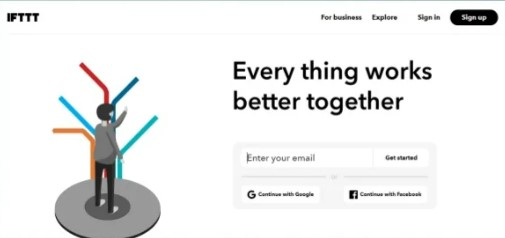 IFTTT
For business Explore Sign in Sign up
Every thing works
better together
Enter your email Get started
or
Continue with Google Continue with Facebook